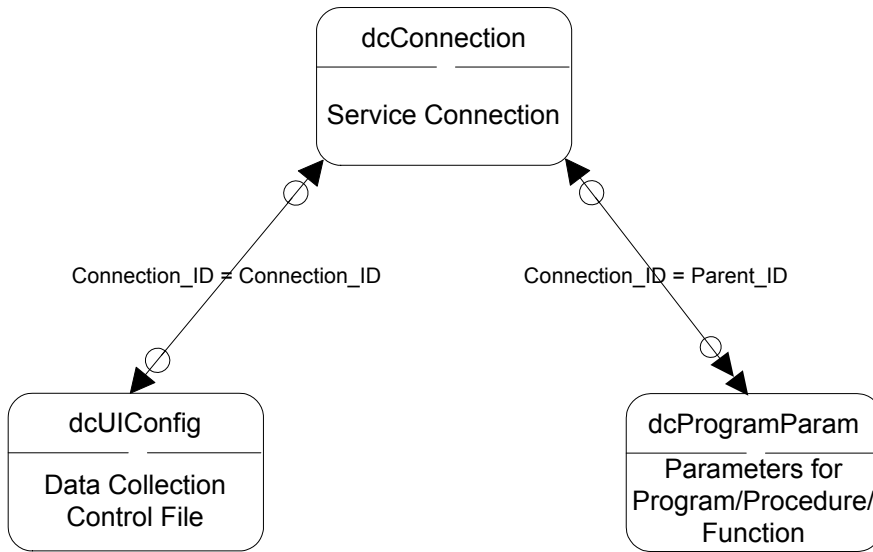 dcConnection
Service Connection
Connection_ID = Connection_ID
Connection_ID = Parent_ID
dcUIConfig
Data Collection
Control File
dcProgramParam
Parameters for
Program/Procedure/
Function